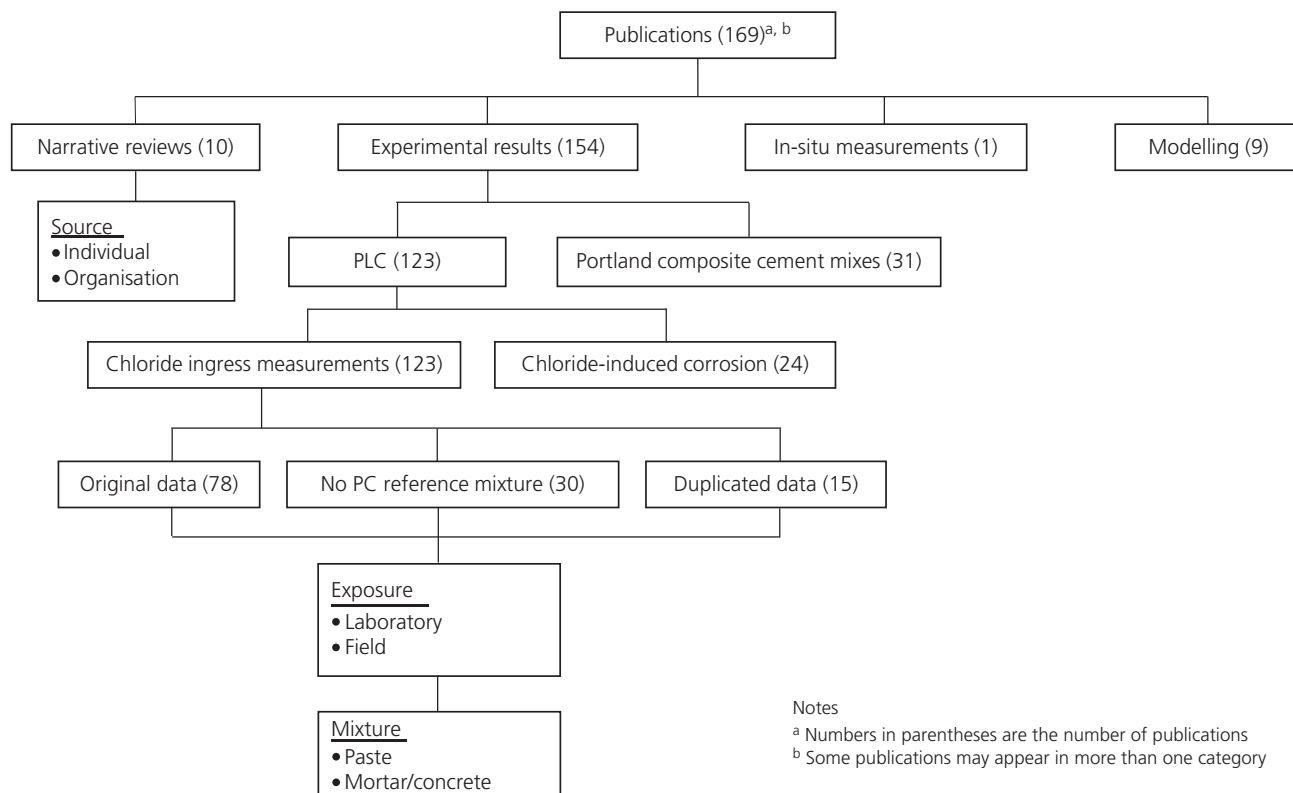 Publications (169)a, b
Narrative reviews (10)
Experimental results (154)
In-situ measurements (1)
Modelling (9)
Source
• Individual
• Organisation
PLC (123)
Portland composite cement mixes (31)
Chloride ingress measurements (123)
Chloride-induced corrosion (24)
Original data (78)
No PC reference mixture (30)
Duplicated data (15)
Exposure
• Laboratory
• Field
Mixture
• Paste
• Mortar/concrete
Notes
a Numbers in parentheses are the number of publications
b Some publications may appear in more than one category